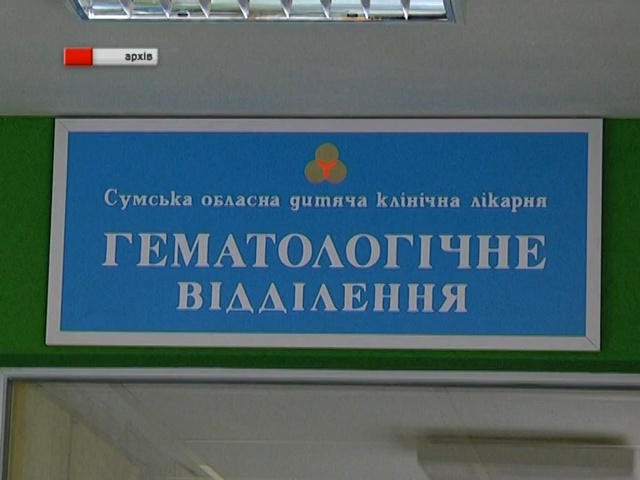 архів
Сумська обласна дитяча клінічна лікарня
ГЕМАТОЛОГІЧНЕ
ВІДДІЛЕННЯ